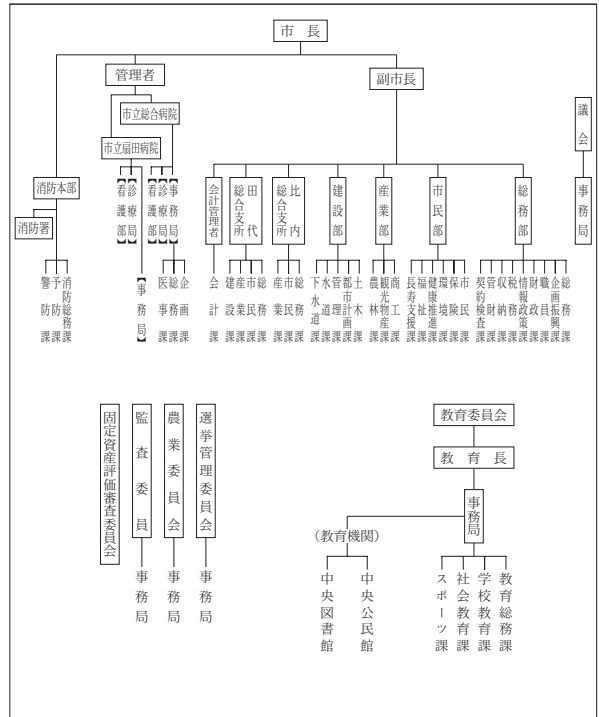 市長
管理者
副市長
議会
事務局
市立総合病院
市立扇田病院
消防本部
消防署
【看護部】
【診療局】
【看護部】
【診療局】
【事務局】
【事務局】
会計管理者
田代総合支所
比内総合支所
建設部
産業部
市民部
総務部
警防課
予防課
消防総務課
医事課
総務課
企画課
会計課
建設課
産業課
市民課
総務課
産業課
市民課
総務課
下水道課
水道課
管理課
都市計画課
土木課
農林課
観光物産課
商工課
長寿支援課
福祉課
健康推進課
環境課
保険課
市民課
契約検査課
管財課
収納課
税務課
情報政策課
財政課
職員課
企画振興課
総務課
固定資産評価審査委員会
監査委員
事務局
農業委員会
事務局
選挙管理委員会
事務局
教育委員会
教育長
事務局
(教育機関)
中央図書館
中央公民館
スポーツ課
社会教育課
学校教育課
教育総務課